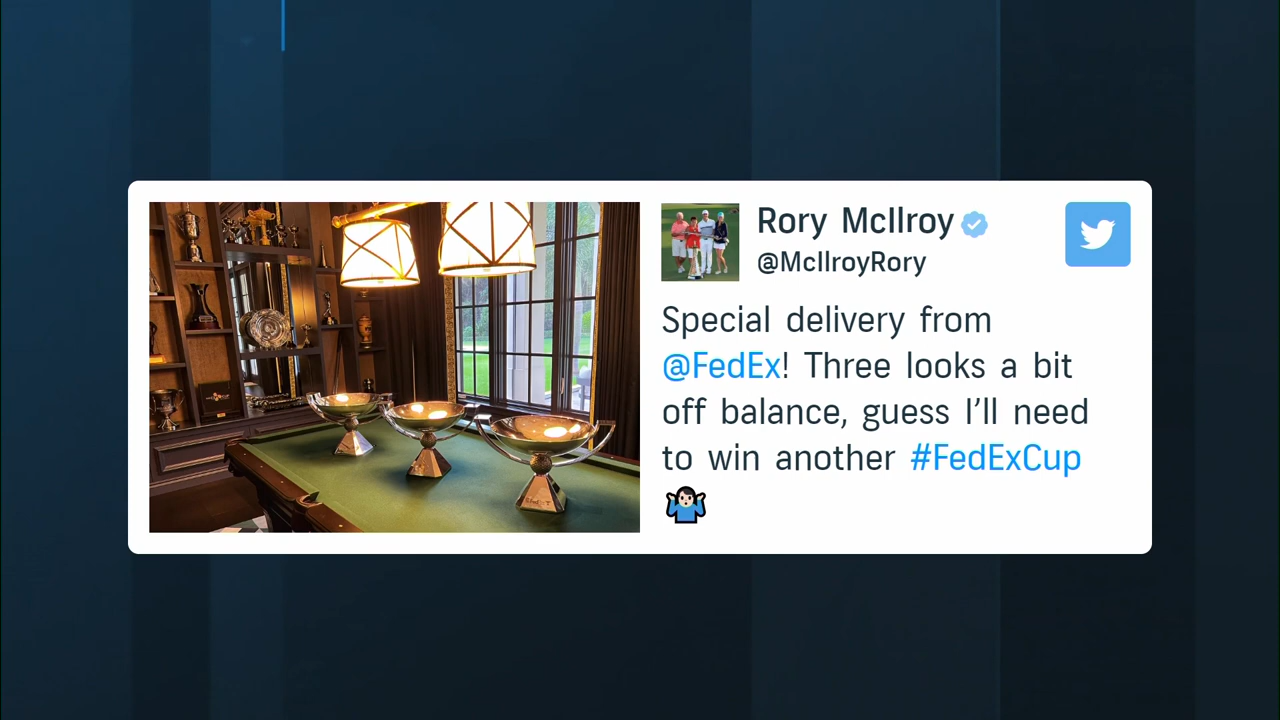 Rory McIlroy
@McIlroyRory
Special delivery from
@FedEx! Three looks a bit
off balance, guess I’ll need
to win another #FedExCup
🤷🏻‍♂️